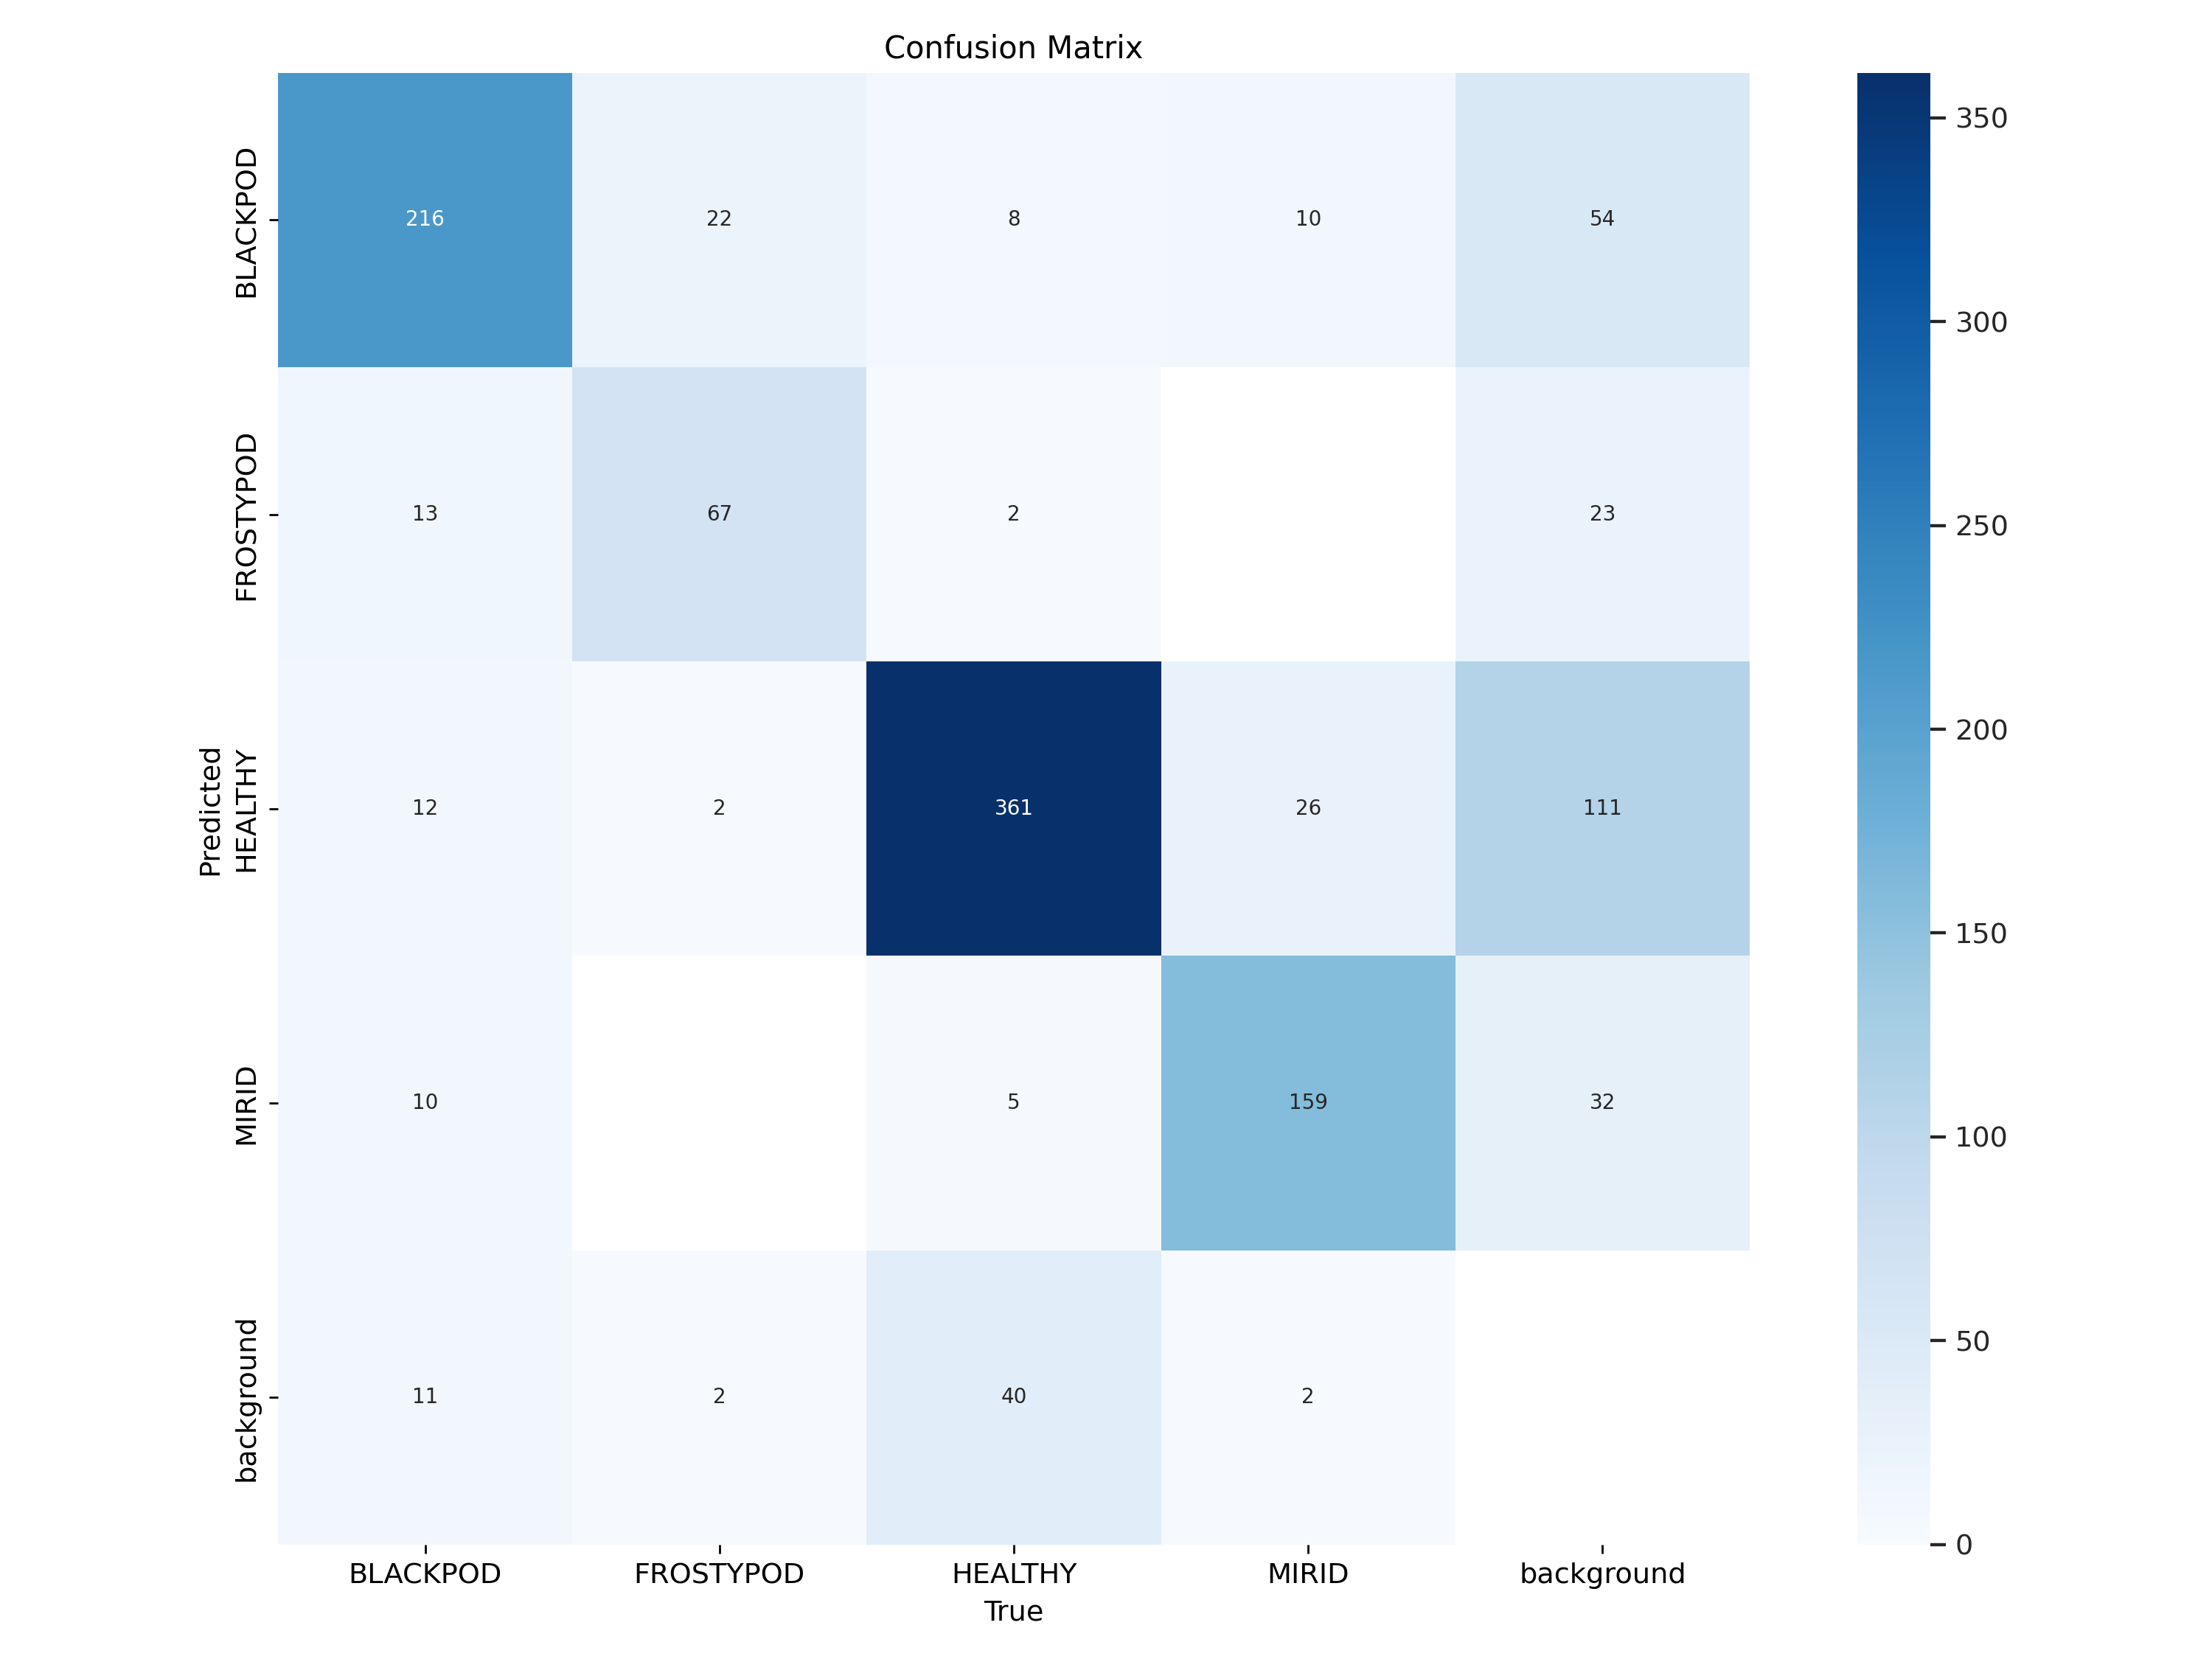 Confusion Matrix
BLACKPOD 216 22 8 10 54
FROSTYPOD 13 67 2 23
Predicted
HEALTHY 12 2 361 26 111
MIRID 10 5 159 32
background 11 2 40 2
BLACKPOD FROSTYPOD HEALTHY MIRID background
True
350
300
250
200
150
100
50
0